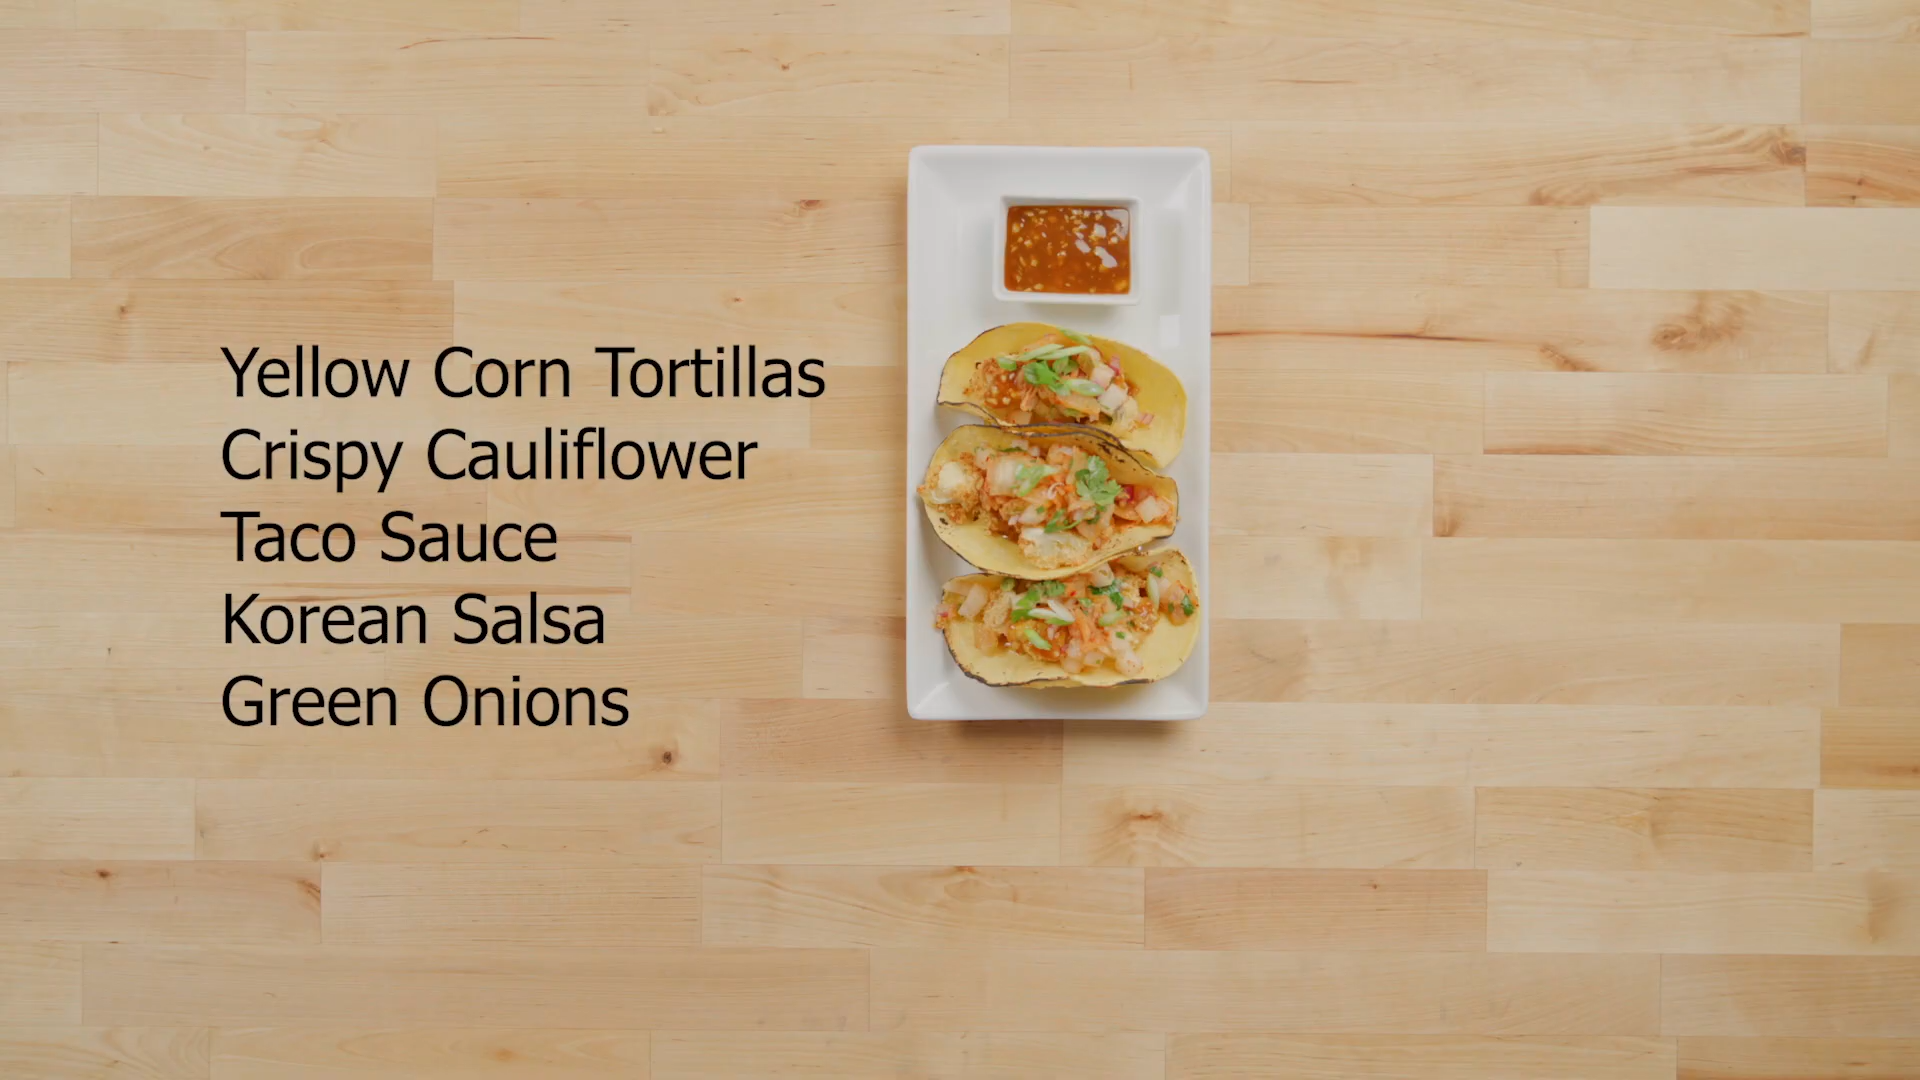 Yellow Corn Tortillas
Crispy Cauliflower
Taco Sauce
Korean Salsa
Green Onions